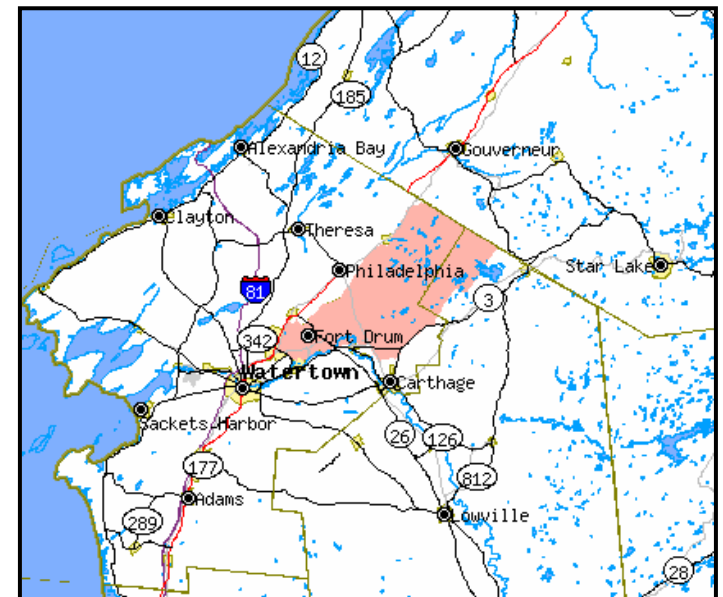 12
185
Alexandria Bay
Gouverneur
Clayton
Theresa
Philadelphia
Star Lake
81
3
342
Fort Drum
Watertown
Carthage
Sackets Harbor
26
126
177
812
Adams
Lowville
289
28